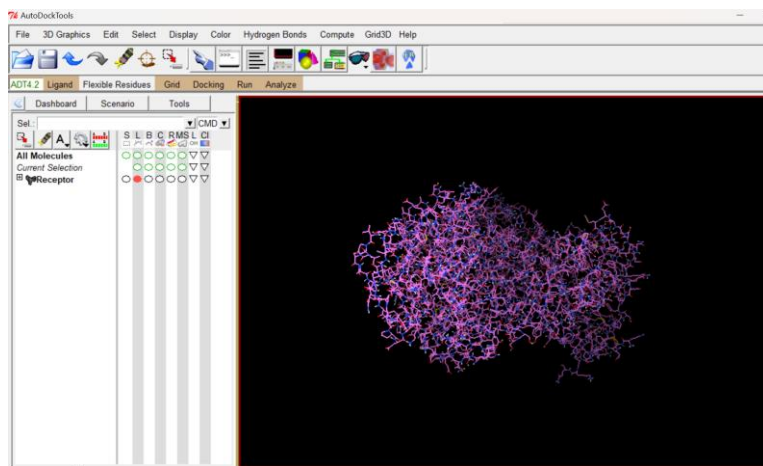 AutoDockTools
File 3D Graphics Edit Select Display Color Hydrogen Bonds Compute Grid3D Help
ADT4.2 Ligand Flexible Residues Grid Docking Run Analyze
Dashboard Scenario Tools
Sel.: CMD
A S L B C R MS L Cl
All Molecules
Current Selection
Receptor